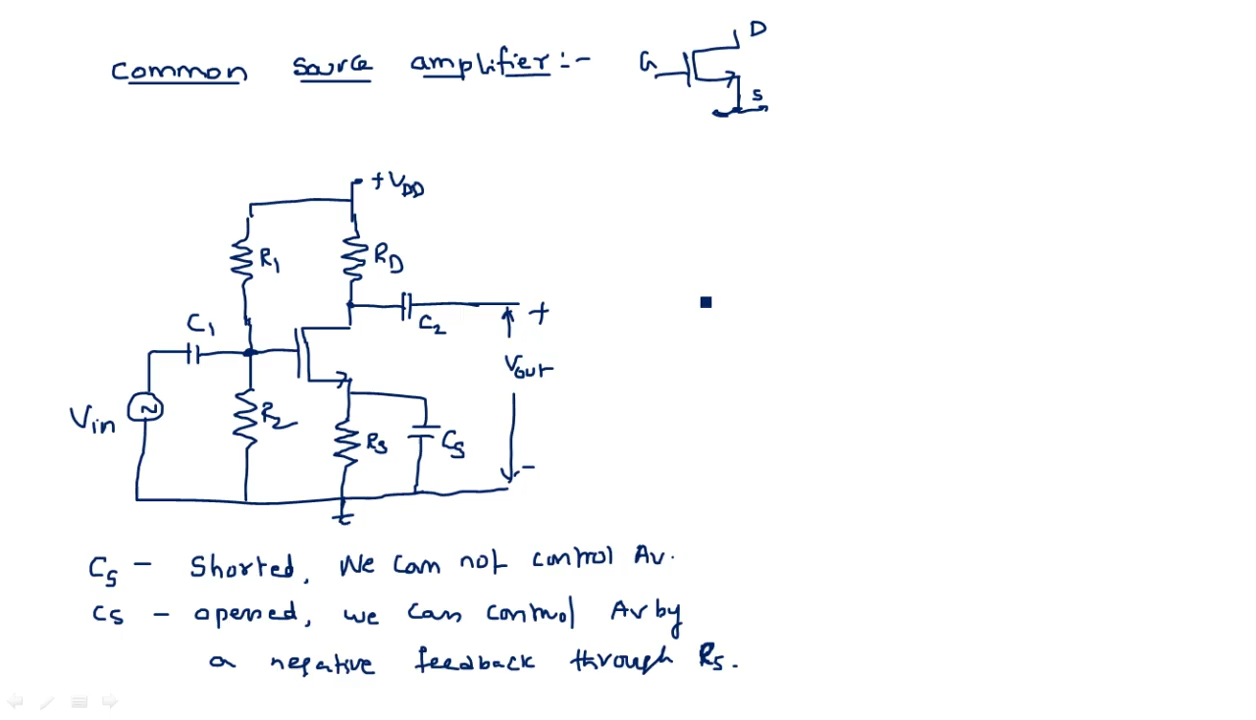 Common Source amplifier :-
G
D
S
+VDD
R1
RD
C1
C2
+
Vout
Vin
R2
Rs
Cs
-
Cs - Shorted, We can not control Av.
Cs - opened, we can control Av by
a negative feedback through Rs.